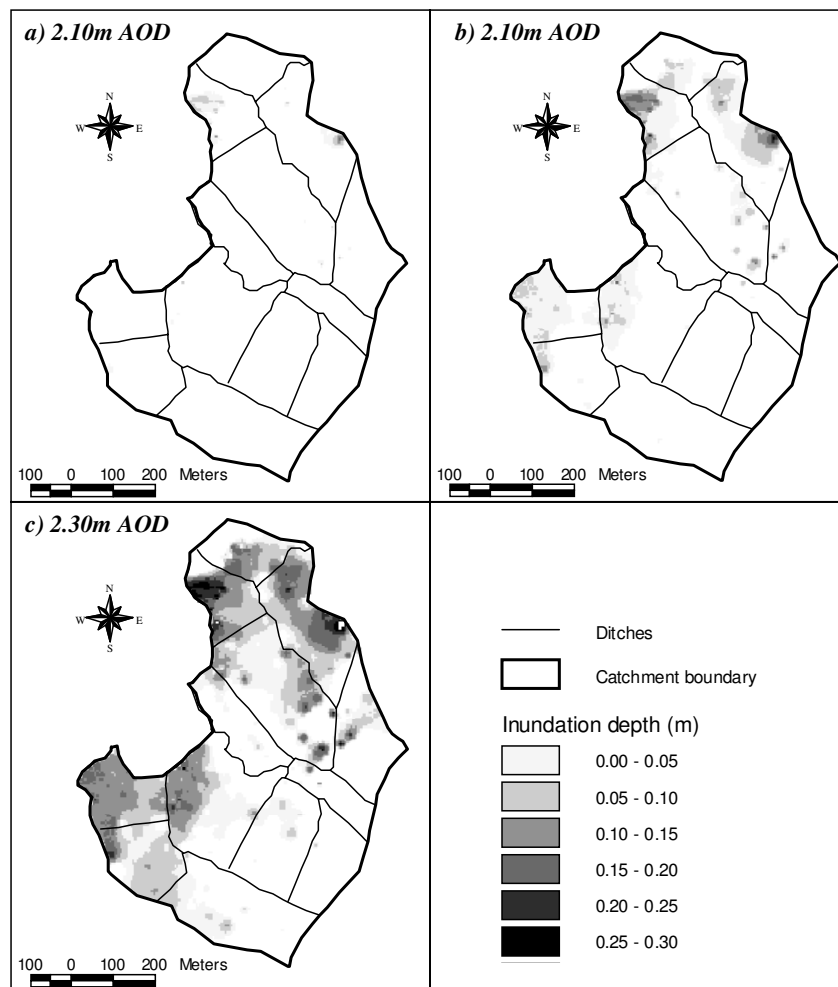 a) 2.10m AOD
N
W E
S
100 0 100 200 Meters
b) 2.10m AOD
N
W E
S
100 0 100 200 Meters
c) 2.30m AOD
N
W E
S
100 0 100 200 Meters
Ditches
Catchment boundary
Inundation depth (m)
0.00 - 0.05
0.05 - 0.10
0.10 - 0.15
0.15 - 0.20
0.20 - 0.25
0.25 - 0.30